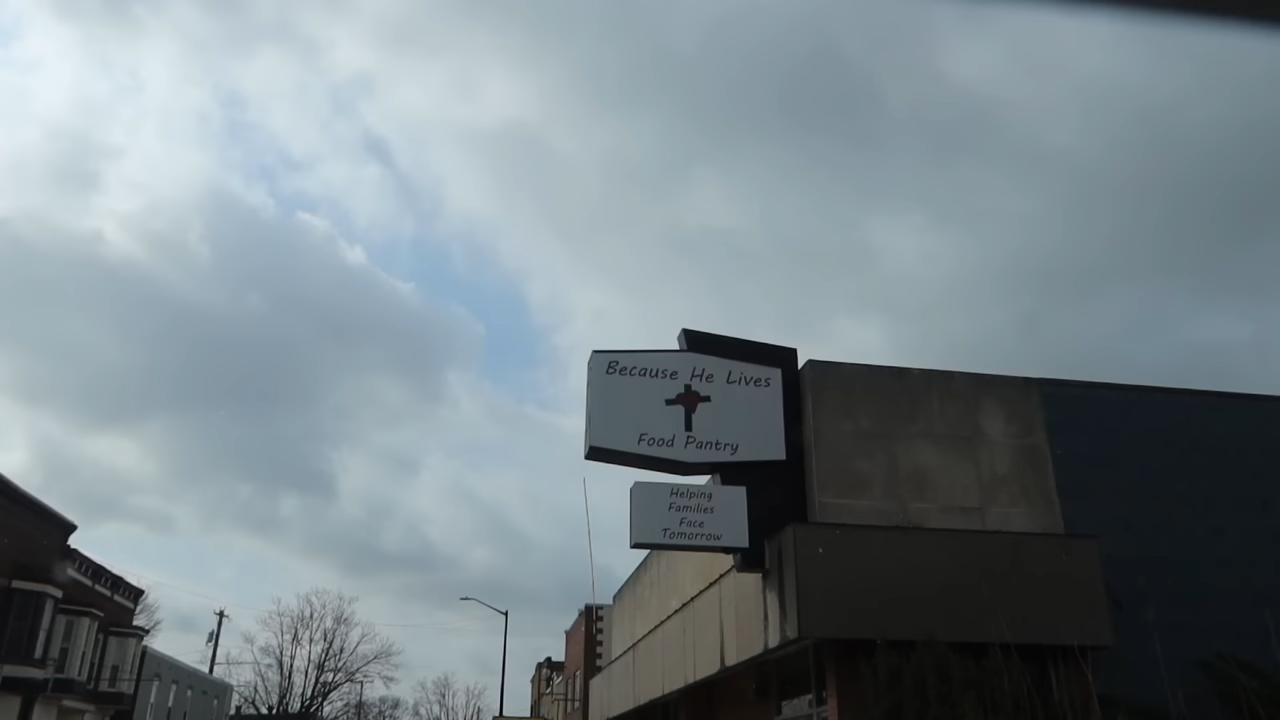 Because He Lives
Food Pantry
Helping
Families
Face
Tomorrow